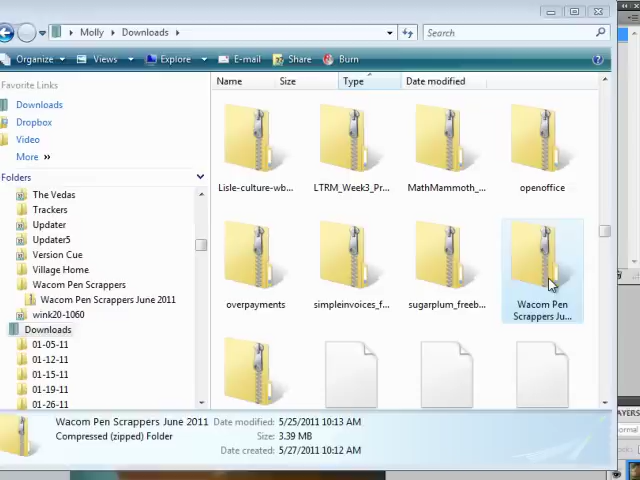 Molly ▸ Downloads ▸
Search
Organize Views Explore E-mail Share Burn
Favorite Links
Downloads
Dropbox
Video
More »
Folders
The Vedas
Trackers
Updater
Updater5
Version Cue
Village Home
Wacom Pen Scrappers
Wacom Pen Scrappers June 2011
wink20-1060
Downloads
01-05-11
01-12-11
01-15-11
01-19-11
01-26-11
Name Size Type Date modified
Lisle-culture-wb...
LTRM_Week3_Pr...
MathMammoth_...
openoffice
overpayments
simpleinvoices_f...
sugarplum_freeb...
Wacom Pen
Scrappers Ju...
Wacom Pen Scrappers June 2011 Date modified: 5/25/2011 10:13 AM
Compressed (zipped) Folder Size: 3.39 MB
Date created: 5/27/2011 10:12 AM